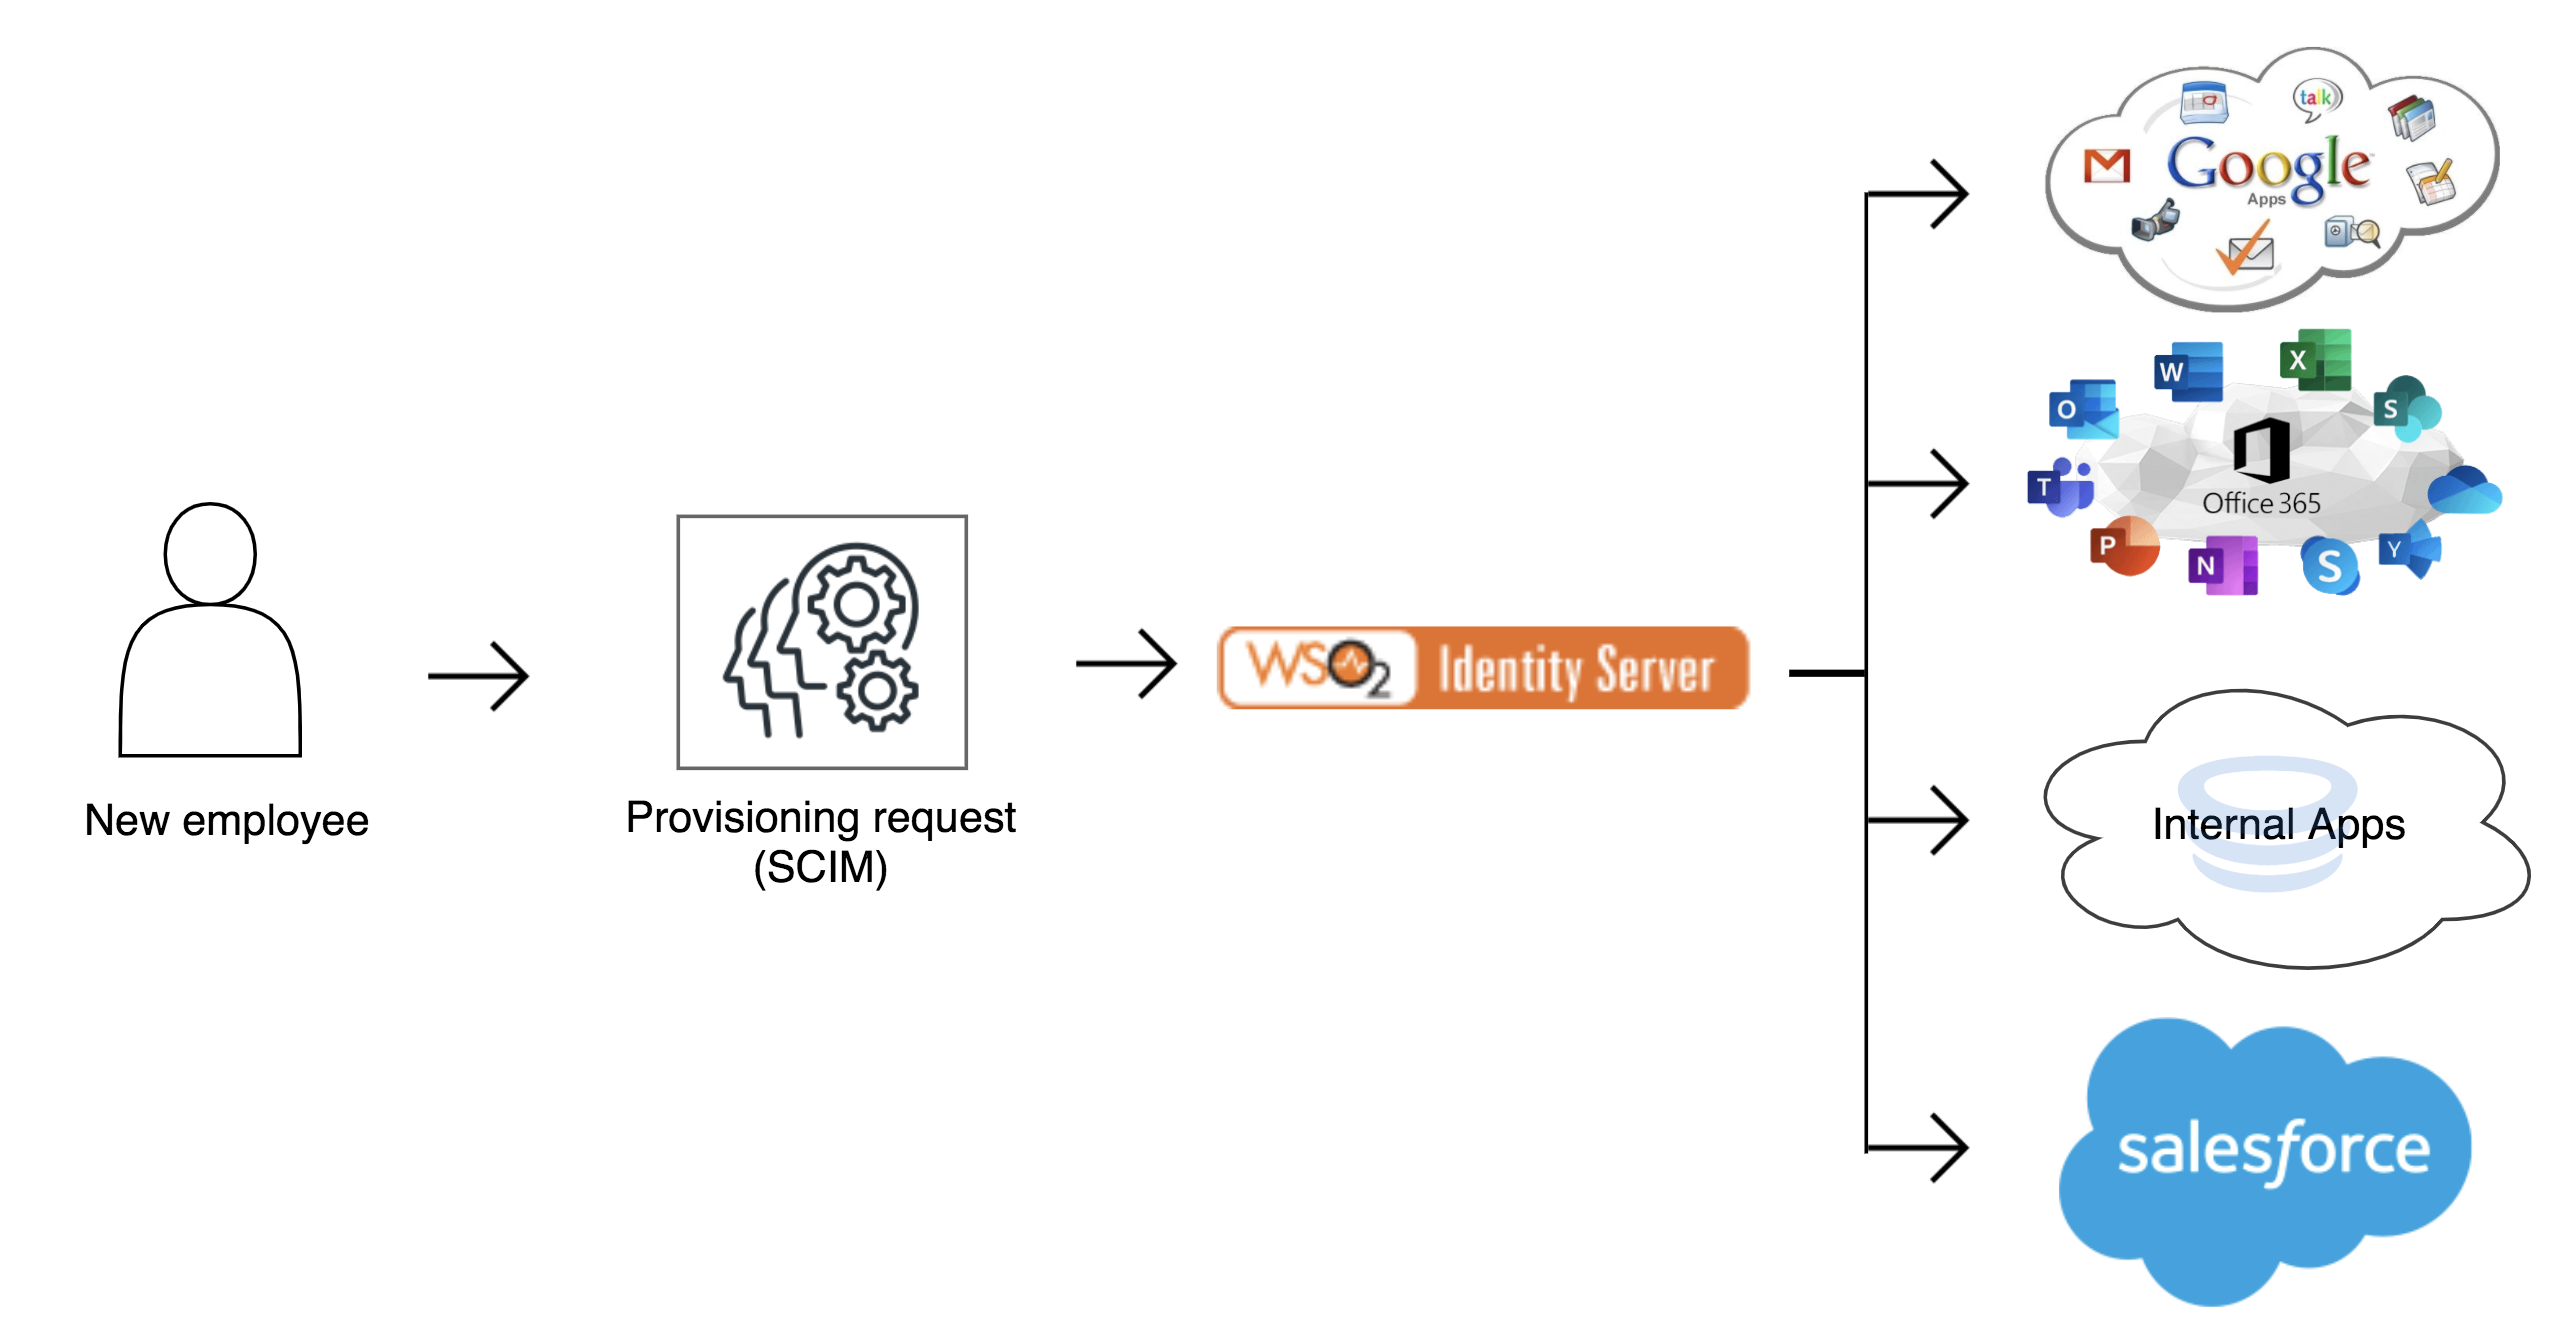 New employee
Provisioning request
(SCIM)
WSO2 Identity Server
talk
Google
Apps
W
X
O
S
T
Office 365
P
N
S
Y
Internal Apps
salesforce